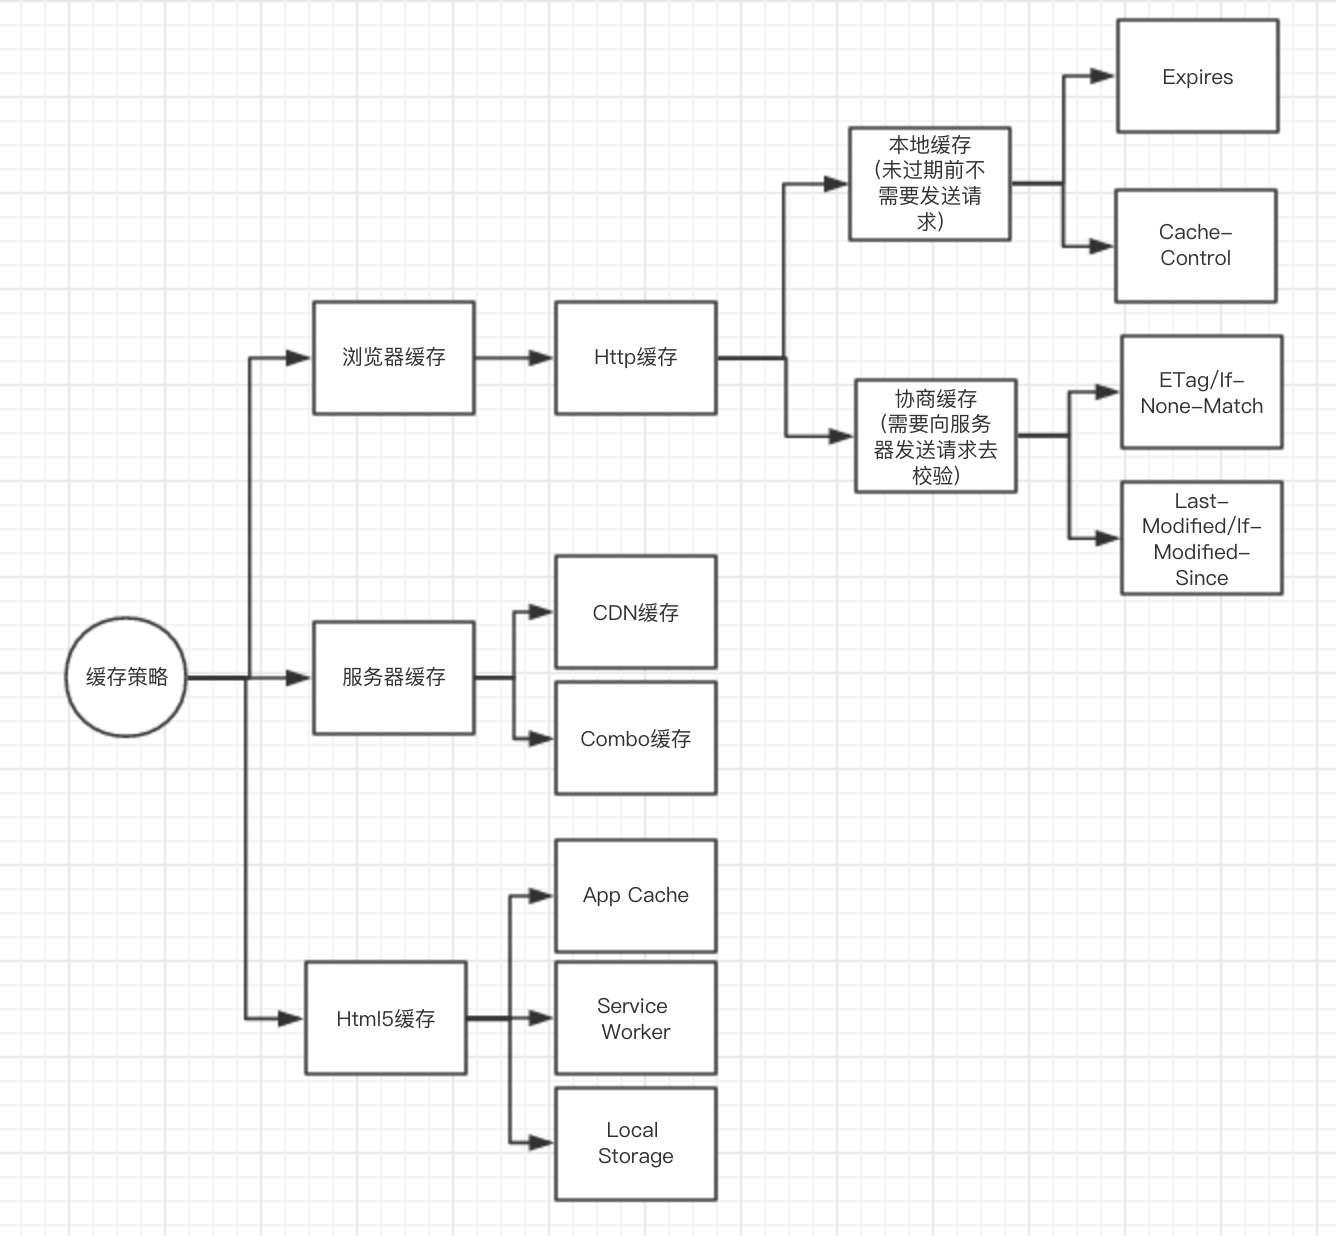 Expires
本地缓存
(未过期前不
需要发送请
求)
Cache-
Control
浏览器缓存
Http缓存
ETag/If-
None-Match
协商缓存
(需要向服务
器发送请求去
校验)
Last-
Modified/If-
Modified-
Since
CDN缓存
缓存策略
服务器缓存
Combo缓存
App Cache
Html5缓存
Service
Worker
Local
Storage